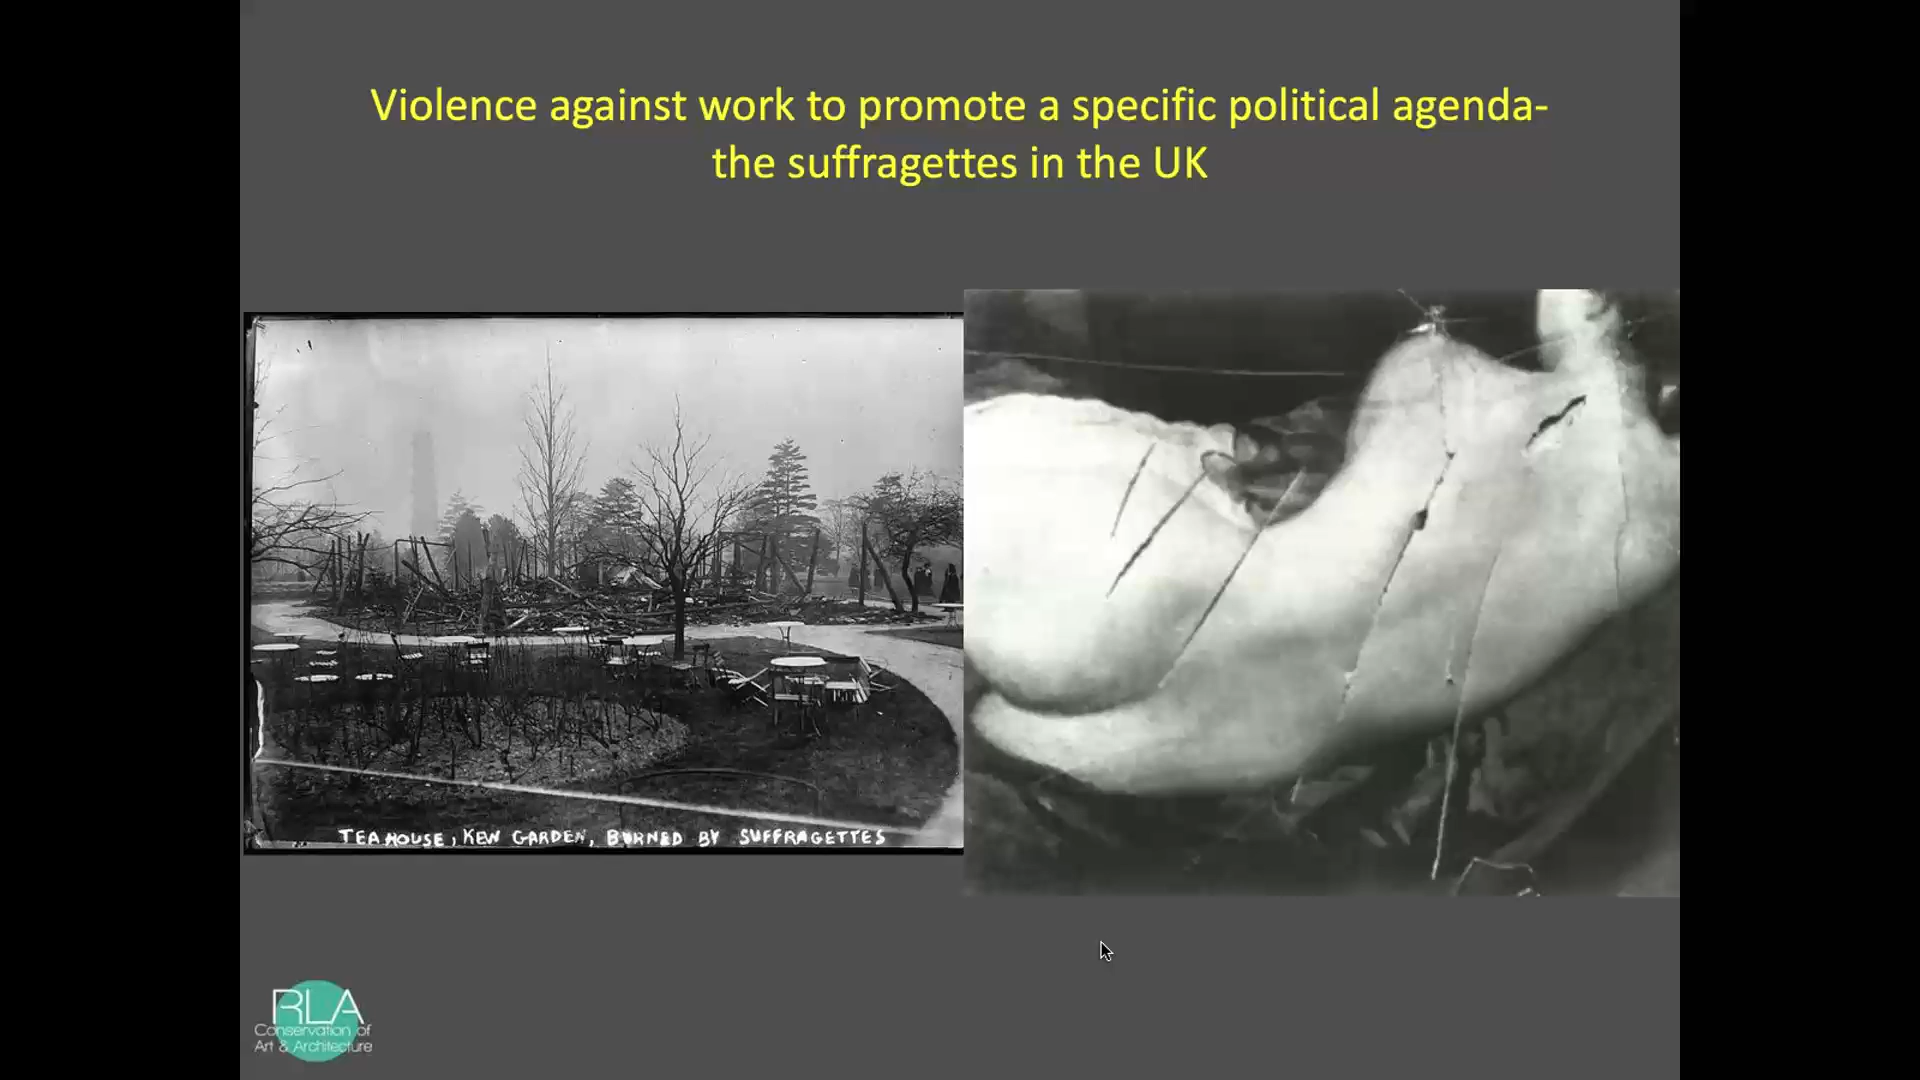 Violence against work to promote a specific political agenda-
the suffragettes in the UK
TEA HOUSE, KEW GARDEN, BURNED BY SUFFRAGETTES
RLA
Conservation of
Art & Architecture